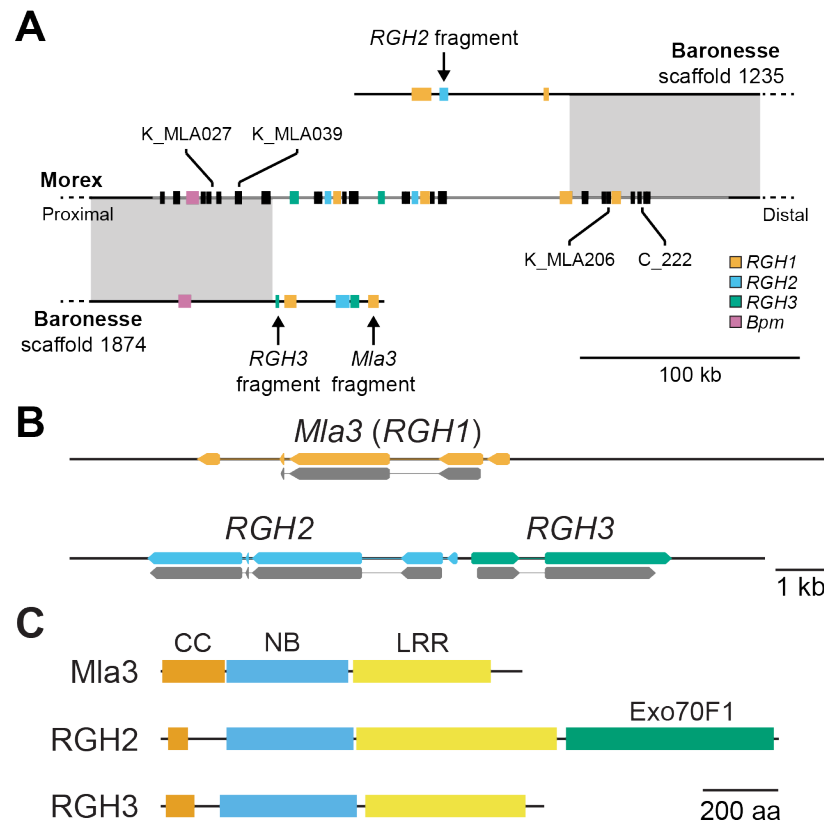 A
RGH2 fragment
Baronesse
scaffold 1235
K_MLA027
K_MLA039
Morex
Proximal
Distal
K_MLA206
C_222
RGH1
RGH2
RGH3
Bpm
Baronesse
scaffold 1874
RGH3
fragment
Mla3
fragment
100 kb
B
Mla3 (RGH1)
RGH2
RGH3
1 kb
C
CC
NB
LRR
Mla3
Exo70F1
RGH2
RGH3
200 aa